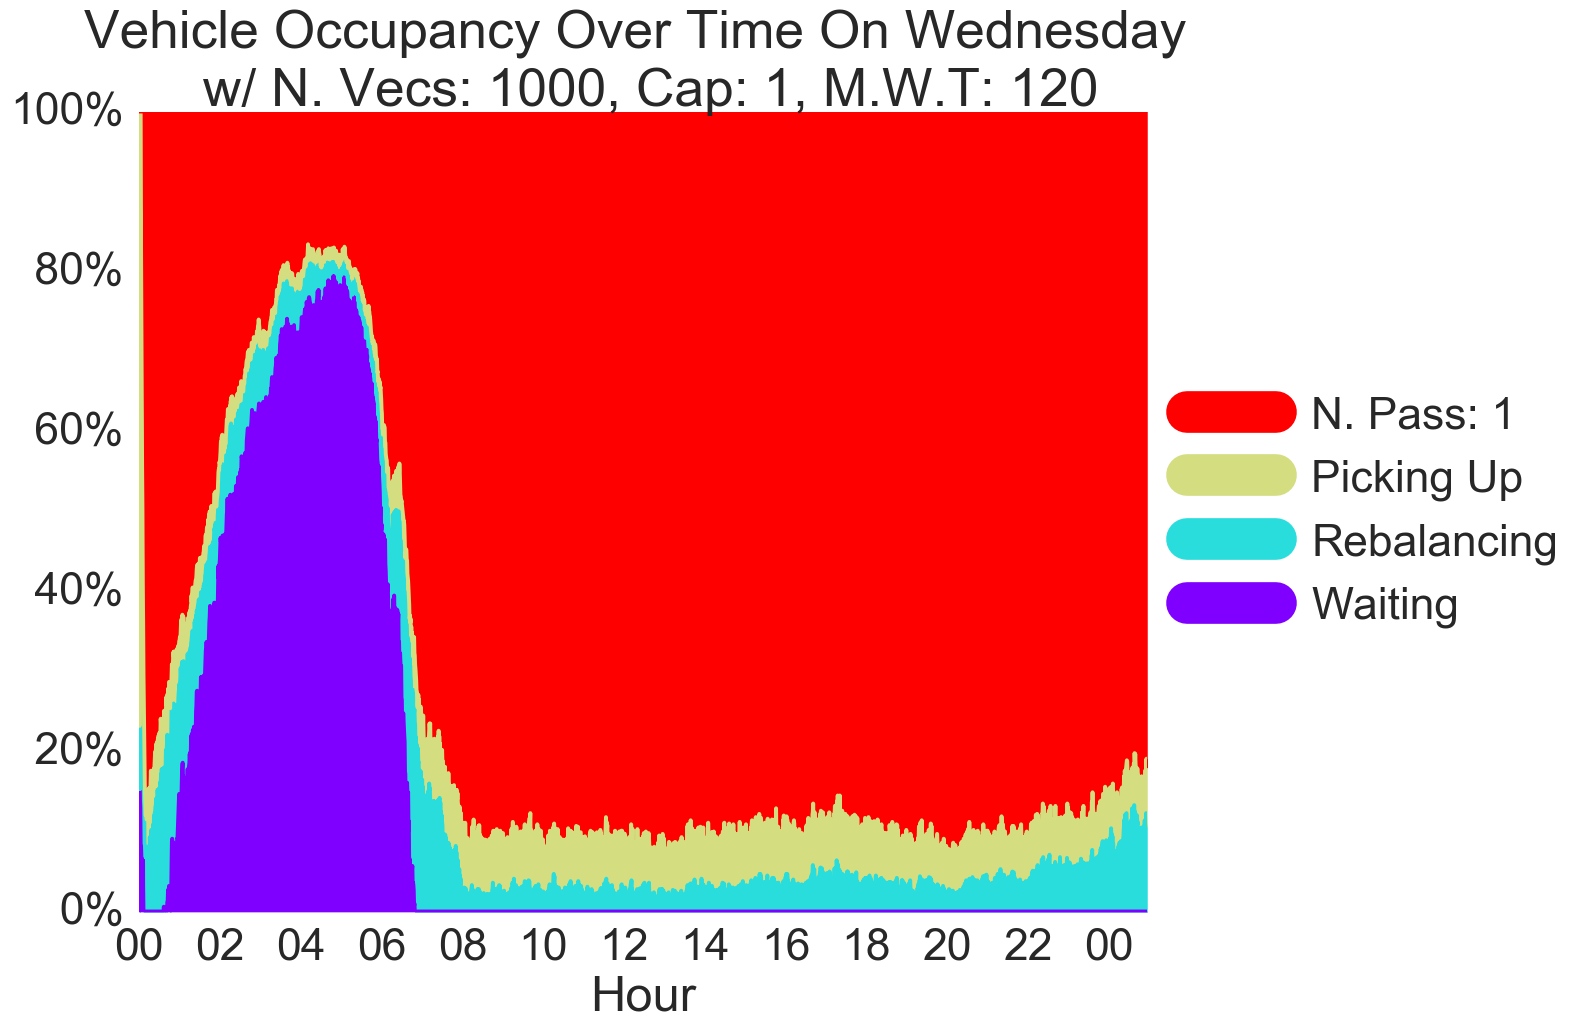 Vehicle Occupancy Over Time On Wednesday
w/ N. Vecs: 1000, Cap: 1, M.W.T: 120
100%
80%
60%
40%
20%
0%
00 02 04 06 08 10 12 14 16 18 20 22 00
Hour
N. Pass: 1
Picking Up
Rebalancing
Waiting